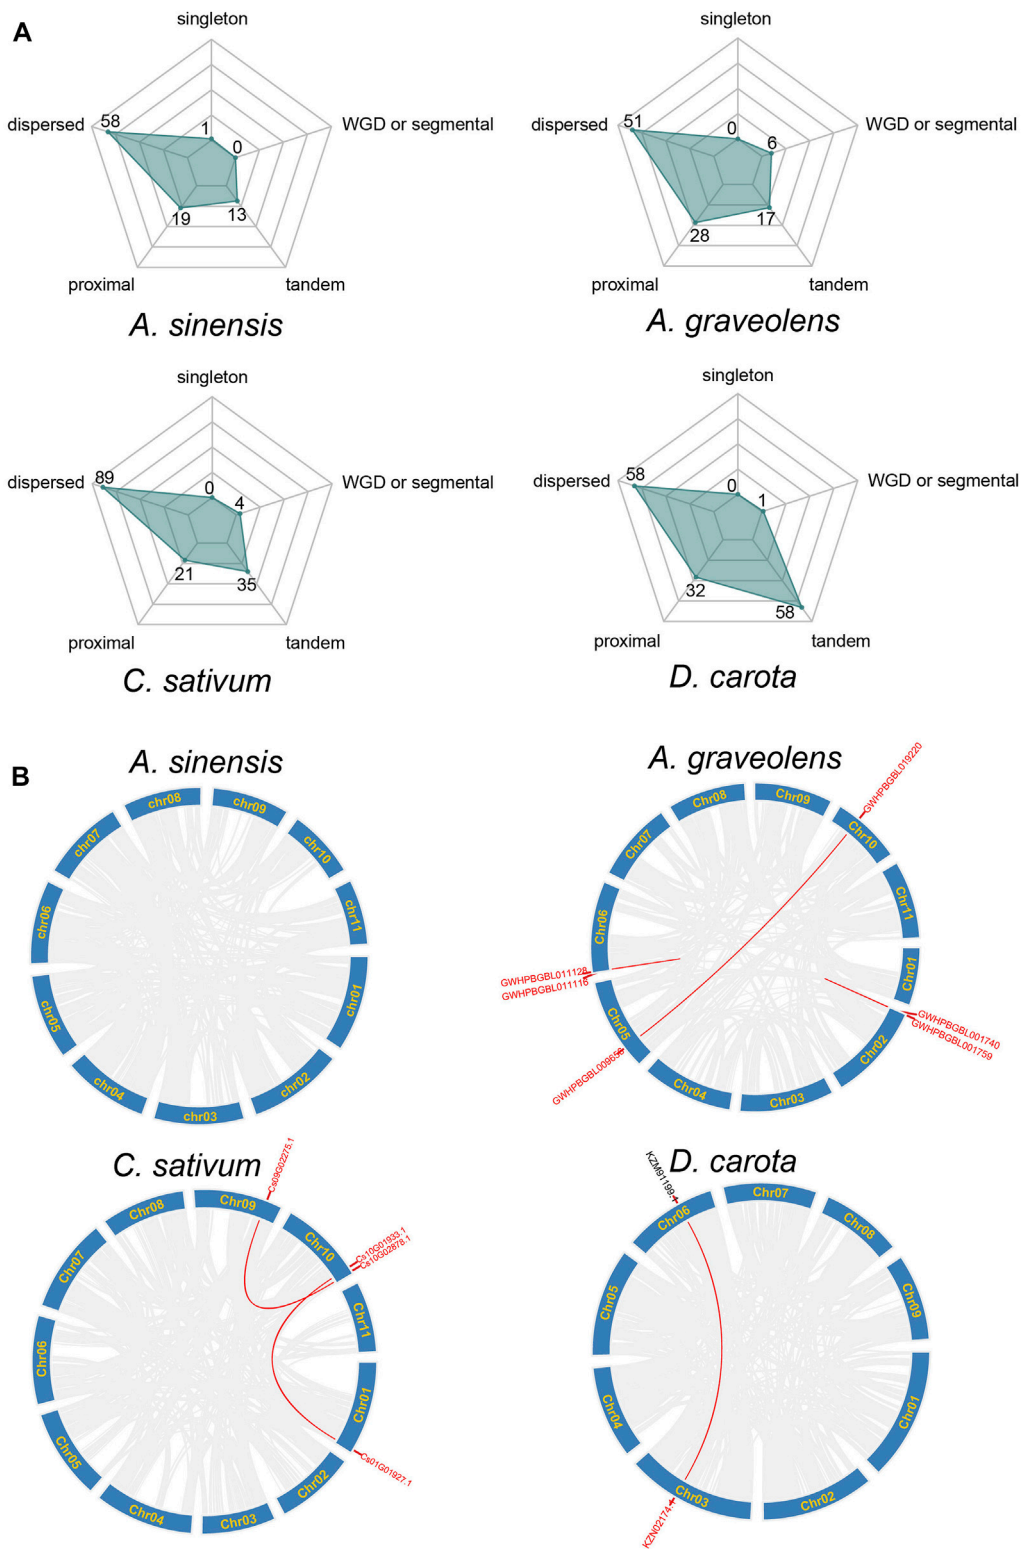 A
singleton
dispersed
58
1
0
WGD or segmental
19
13
proximal
tandem
A. sinensis
singleton
dispersed
51
0
6
WGD or segmental
28
17
proximal
tandem
A. graveolens
singleton
dispersed
89
0
4
WGD or segmental
21
35
proximal
tandem
C. sativum
singleton
dispersed
58
0
1
WGD or segmental
32
58
proximal
tandem
D. carota
B
A. sinensis
chr08
chr09
chr07
chr10
chr06
chr11
chr05
chr01
chr04
chr02
chr03
A. graveolens
GWHPBGBL019220
Chr08
Chr09
Chr10
Chr07
Chr11
Chr06
Chr01
GWHPBGBL011128
GWHPBGBL011116
GWHPBGBL001740
GWHPBGBL001759
Chr05
Chr02
GWHPBGBL009658
Chr04
Chr03
C. sativum
Cs09G02275.1
Chr08
Chr09
Chr10
Cs10G01933.1
Cs10G02878.1
Chr07
Chr11
Chr06
Chr01
Chr05
Chr02
Cs01G01927.1
Chr04
Chr03
D. carota
KZM91199.1
Chr06
Chr07
Chr08
Chr05
Chr09
Chr04
Chr01
Chr03
Chr02
KZN02174